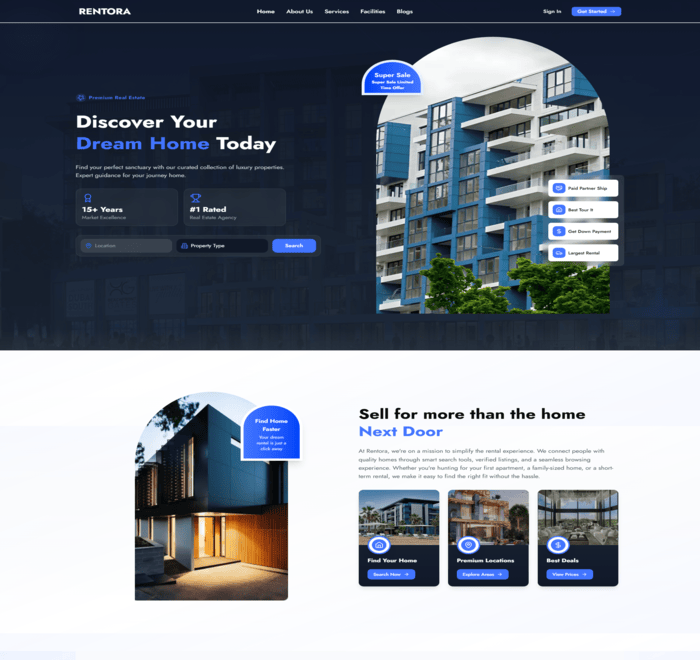 RENTORA
Home About Us Services Facilities Blogs
Sign In Get Started →
Premium Real Estate
Discover Your
Dream Home Today
Find your perfect sanctuary with our curated collection of luxury properties.
Expert guidance for your journey home.
15+ Years
Market Excellence
#1 Rated
Real Estate Agency
Location
Property Type
Search
Super Sale
Super Sale Limited
Time Offer
Paid Partner Ship
Best Tour It
Get Down Payment
Largest Rental
Find Home
Faster
Your dream
rental is just a
click away
Sell for more than the home
Next Door
At Rentora, we're on a mission to simplify the rental experience. We connect people with
quality homes through smart search tools, verified listings, and a seamless browsing
experience. Whether you're hunting for your first apartment, a family-sized home, or a short-
term rental, we make it easy to find the right fit without the hassle.
Find Your Home
Search Now →
Premium Locations
Explore Areas →
Best Deals
View Prices →